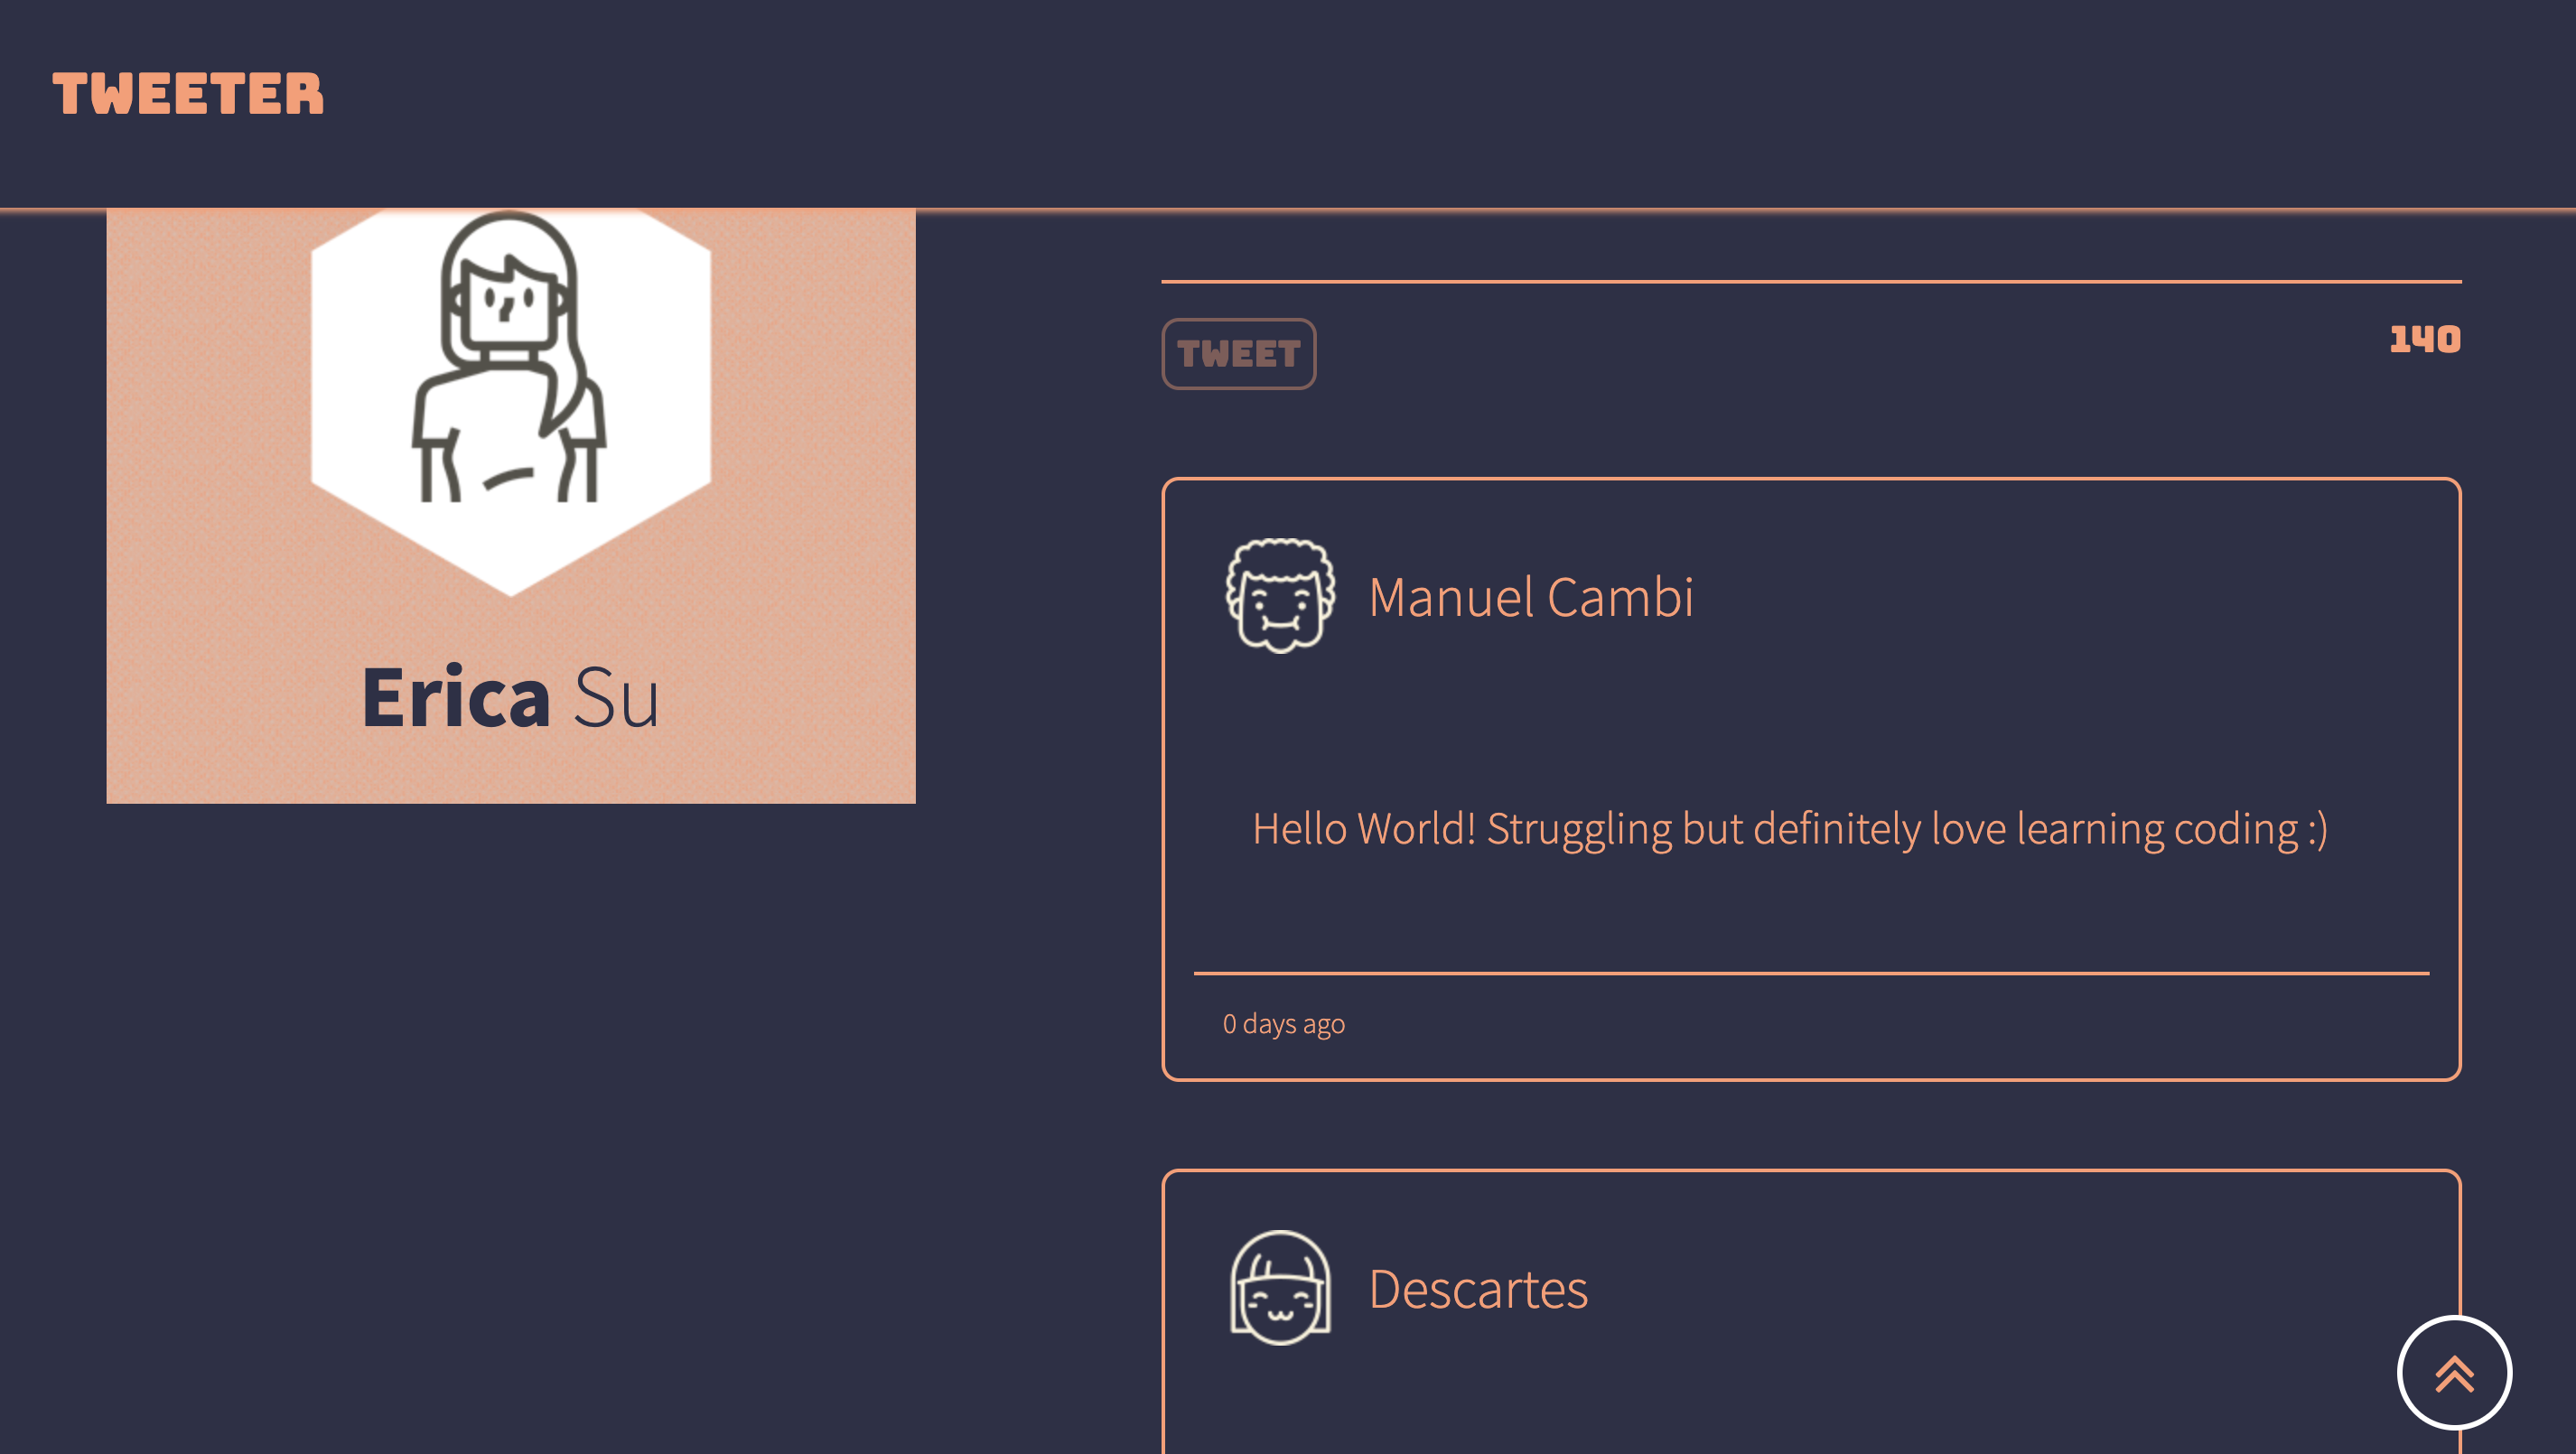 TWEETER
Erica Su
TWEET
140
Manuel Cambi
Hello World! Struggling but definitely love learning coding :)
0 days ago
Descartes